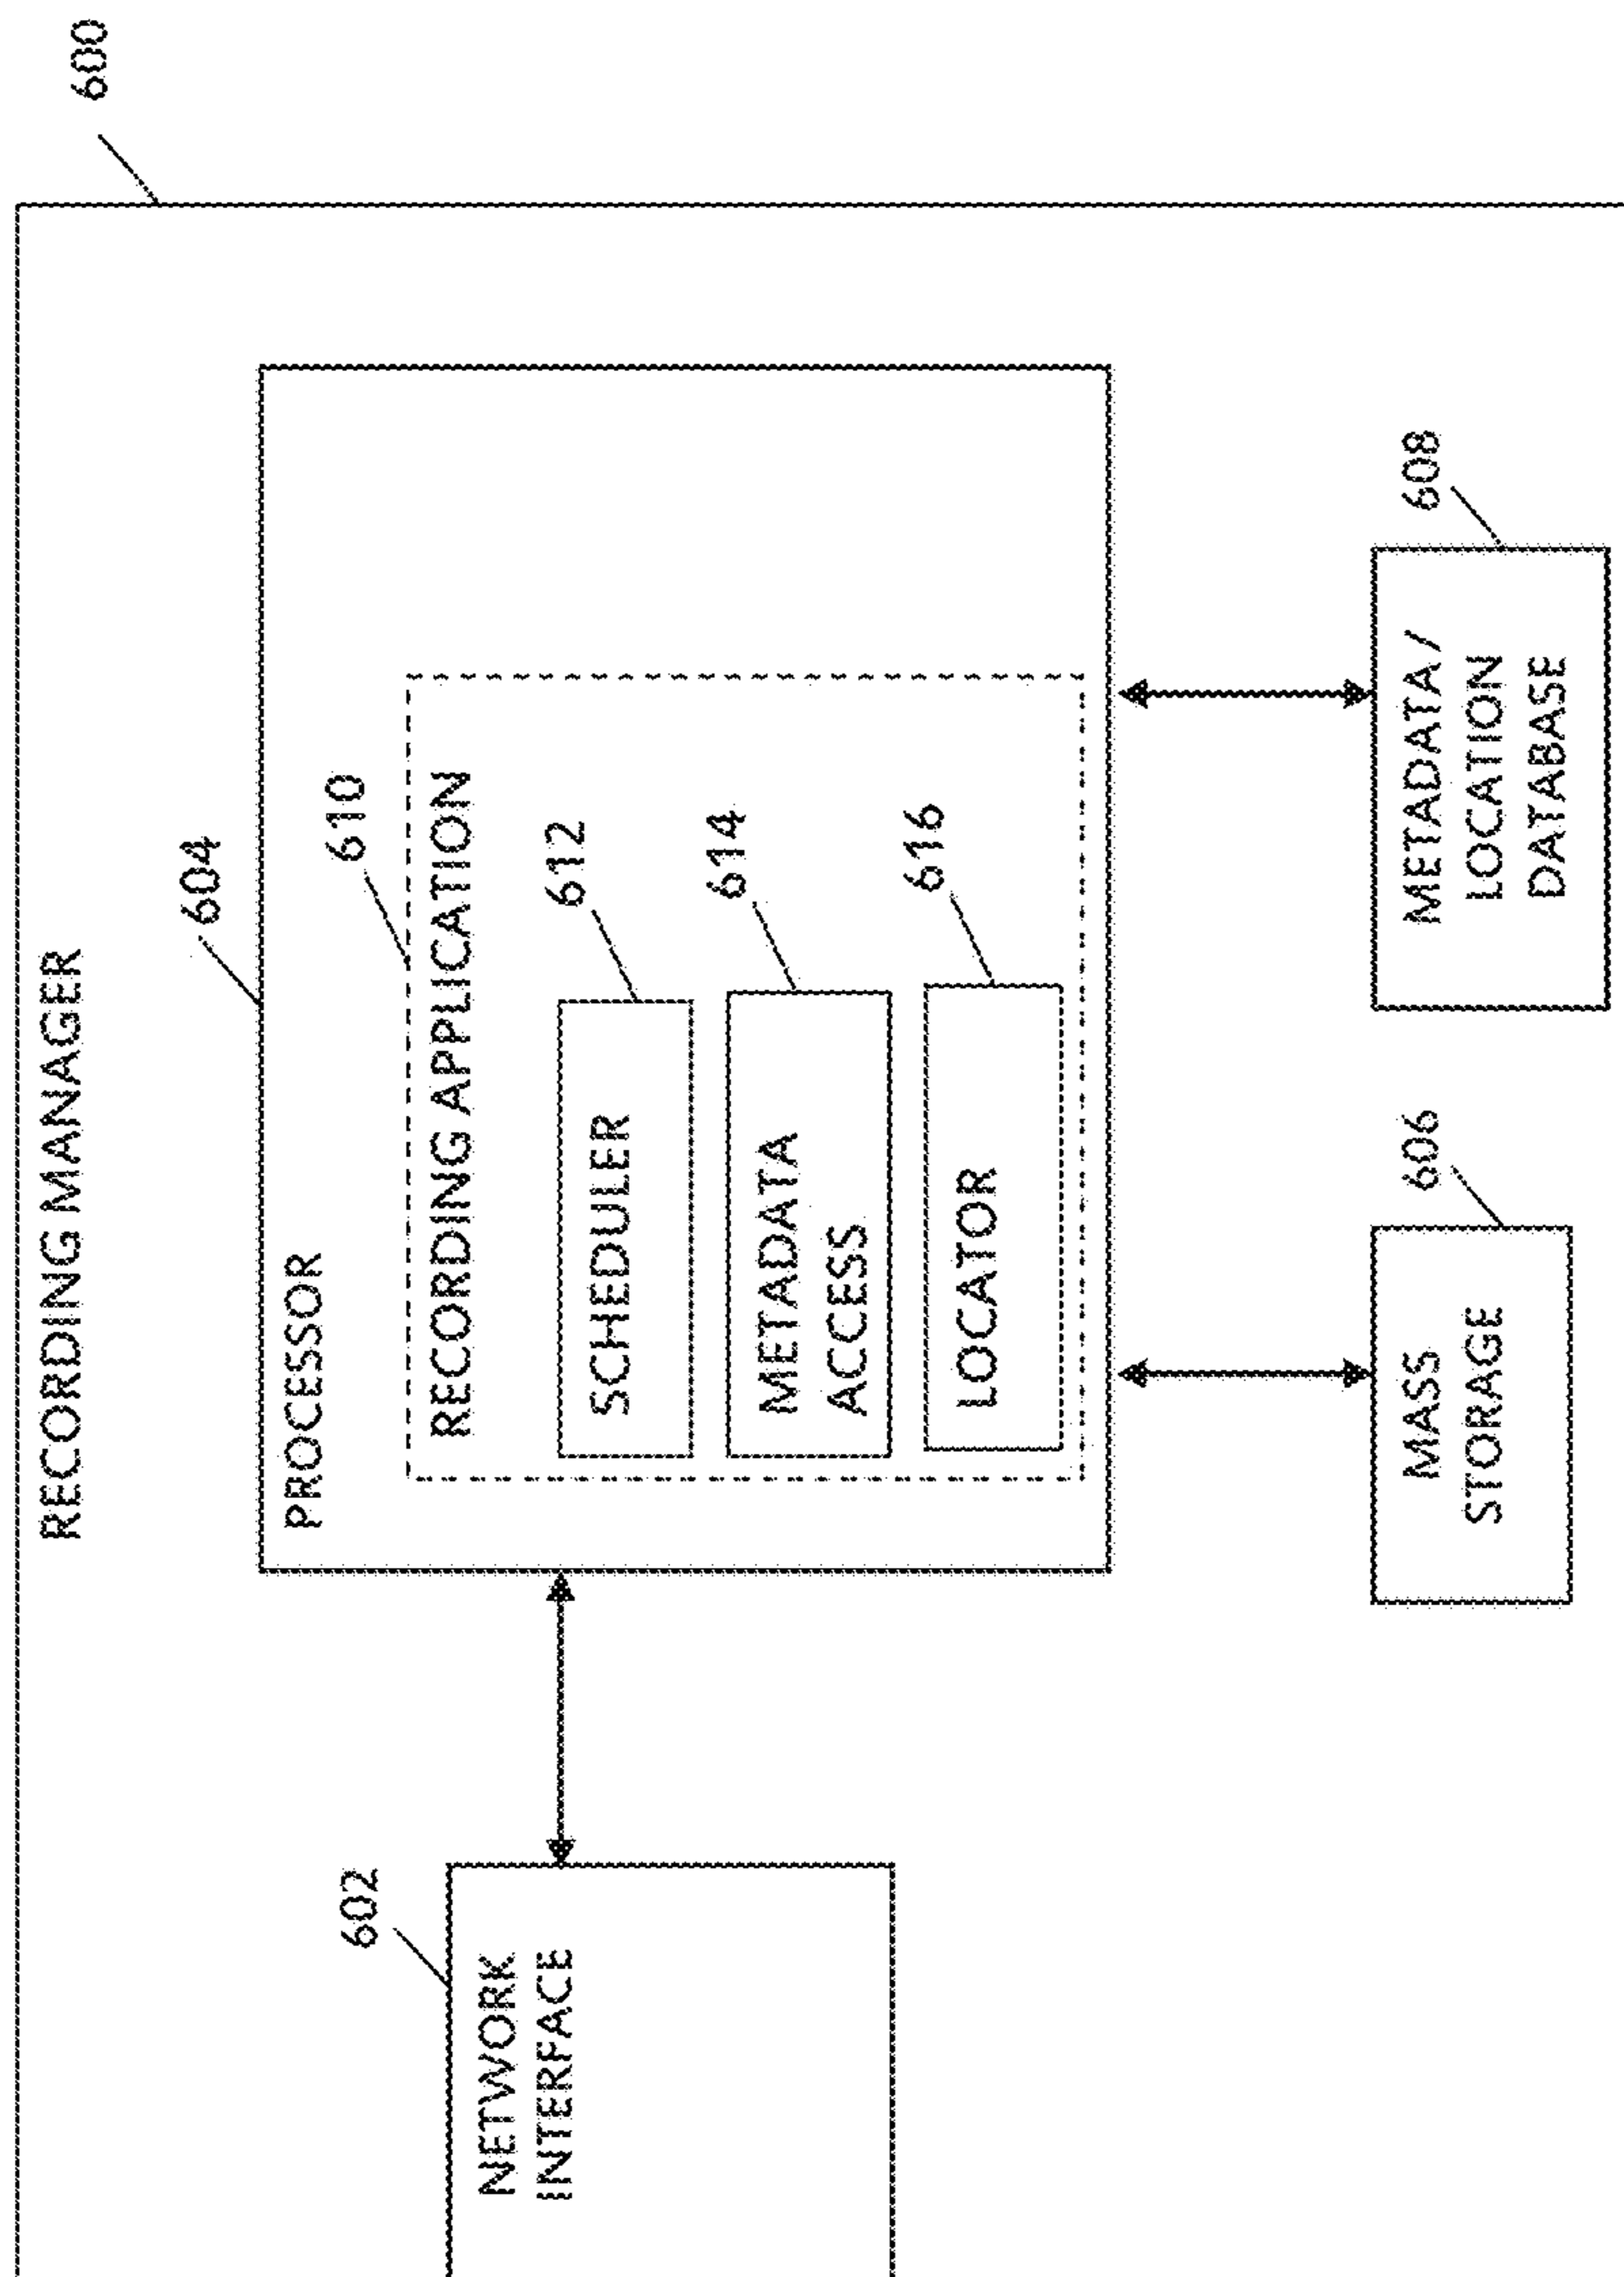 600
RECORDING MANAGER
604
PROCESSOR
602
610
NETWORK
INTERFACE
RECORDING APPLICATION
612
SCHEDULER
614
METADATA
ACCESS
616
LOCATOR
606
MASS
STORAGE
608
METADATA /
LOCATION
DATABASE